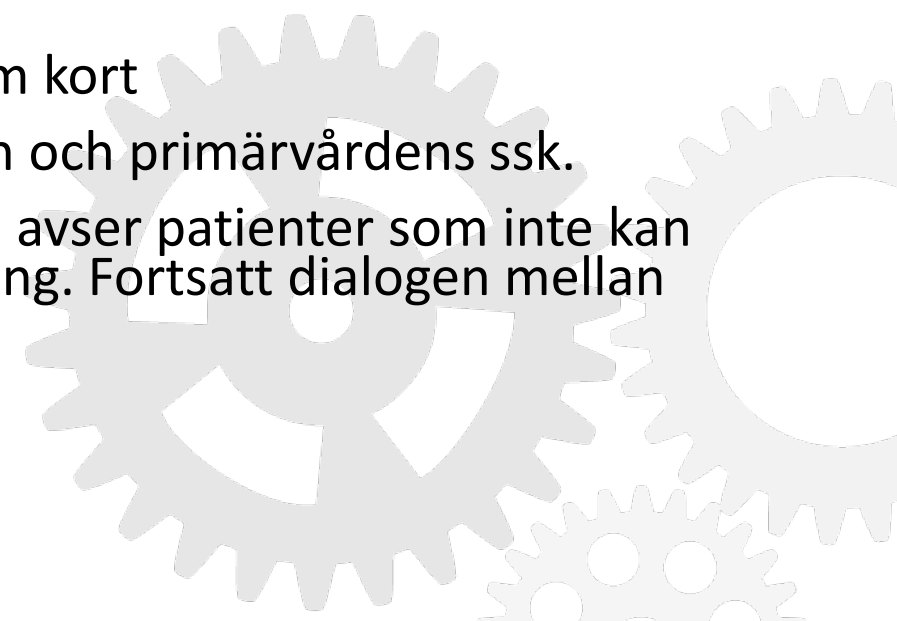 m kort
n och primärvårdens ssk.
avser patienter som inte kan
ng. Fortsatt dialogen mellan